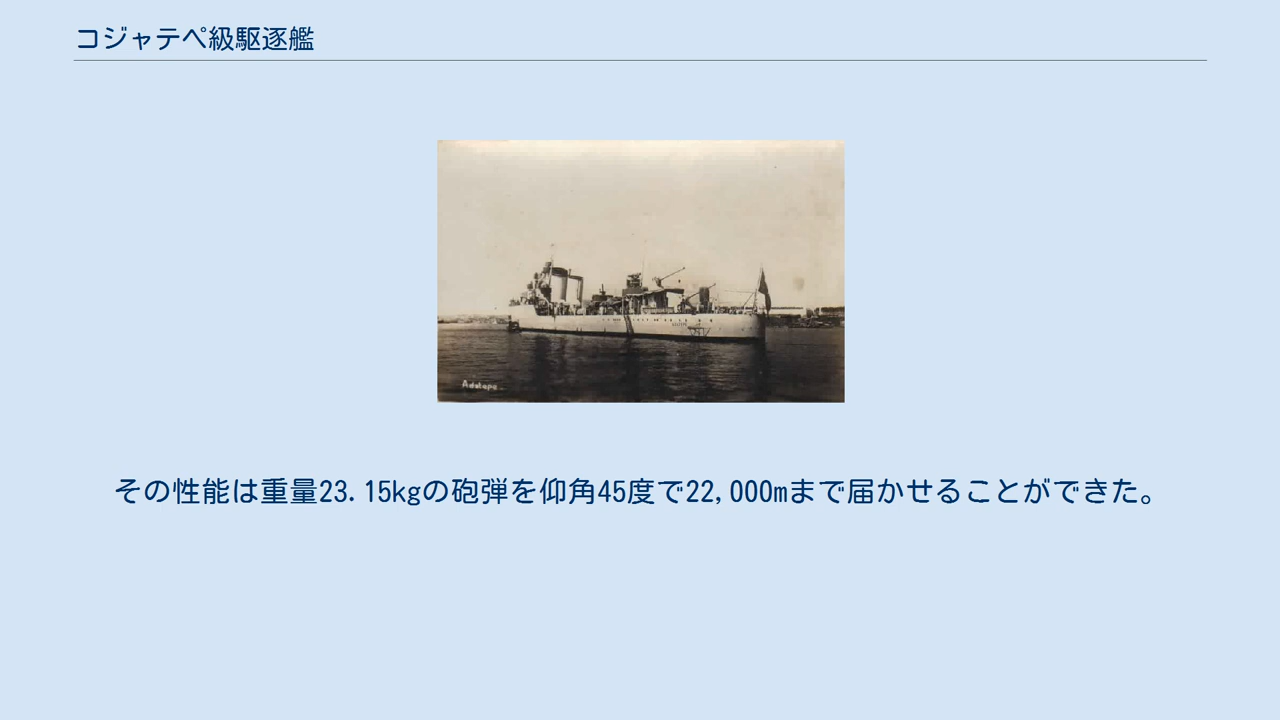 コジャテペ級駆逐艦
Adatepe
その性能は重量23.15kgの砲弾を仰角45度で22,000mまで届かせることができた。